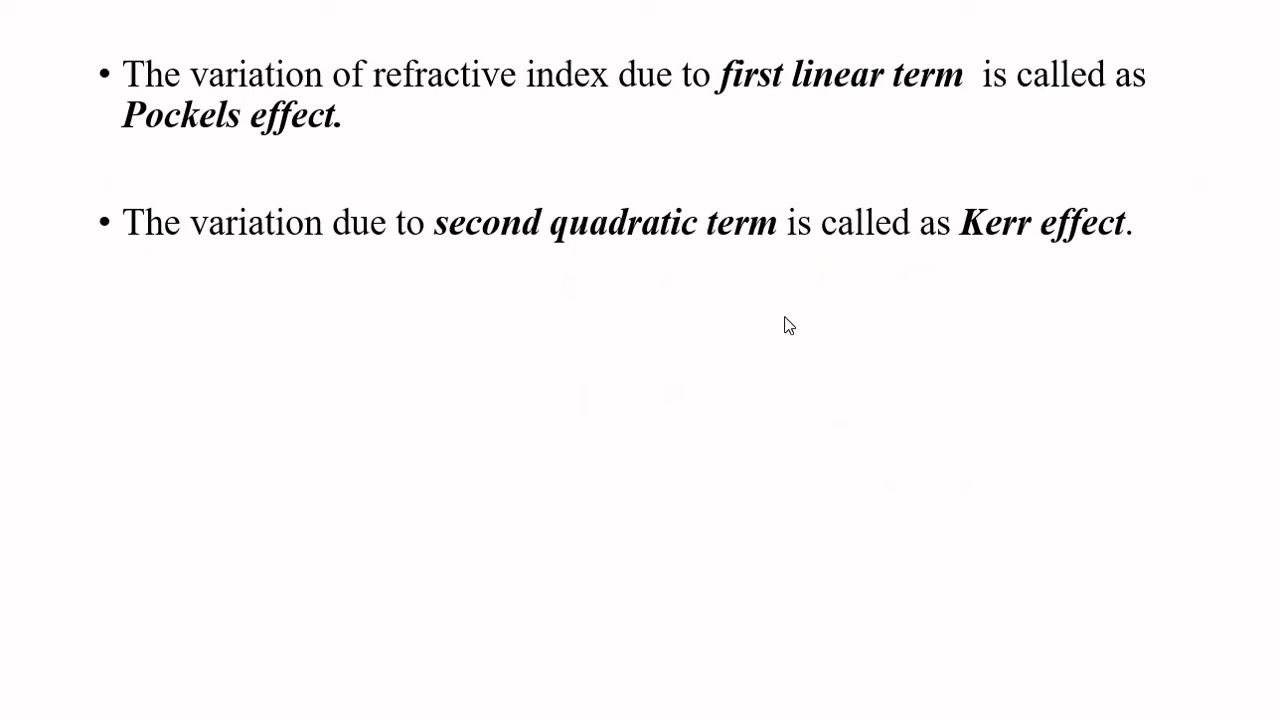 • The variation of refractive index due to first linear term is called as
Pockels effect.
• The variation due to second quadratic term is called as Kerr effect.